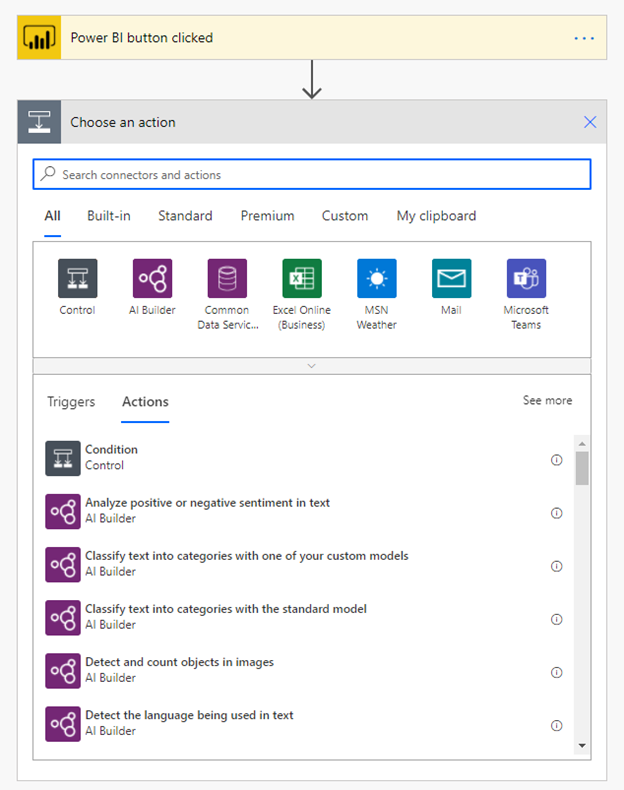 Power BI button clicked
Choose an action
Search connectors and actions
All Built-in Standard Premium Custom My clipboard
Control AI Builder Common Excel Online MSN Mail Microsoft
Data Servic... (Business) Weather Teams
Triggers Actions See more
Condition
Control
Analyze positive or negative sentiment in text
AI Builder
Classify text into categories with one of your custom models
AI Builder
Classify text into categories with the standard model
AI Builder
Detect and count objects in images
AI Builder
Detect the language being used in text
AI Builder